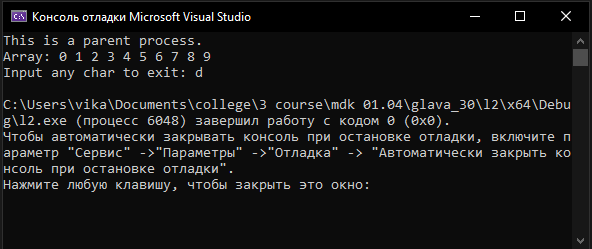 Консоль отладки Microsoft Visual Studio
This is a parent process.
Array: 0 1 2 3 4 5 6 7 8 9
Input any char to exit: d
C:\Users\vika\Documents\college\3 course\mdk 01.04\glava_30\l2\x64\Debu
g\l2.exe (процесс 6048) завершил работу с кодом 0 (0x0).
Чтобы автоматически закрывать консоль при остановке отладки, включите п
араметр "Сервис" ->"Параметры" ->"Отладка" -> "Автоматически закрыть ко
нсоль при остановке отладки".
Нажмите любую клавишу, чтобы закрыть это окно: